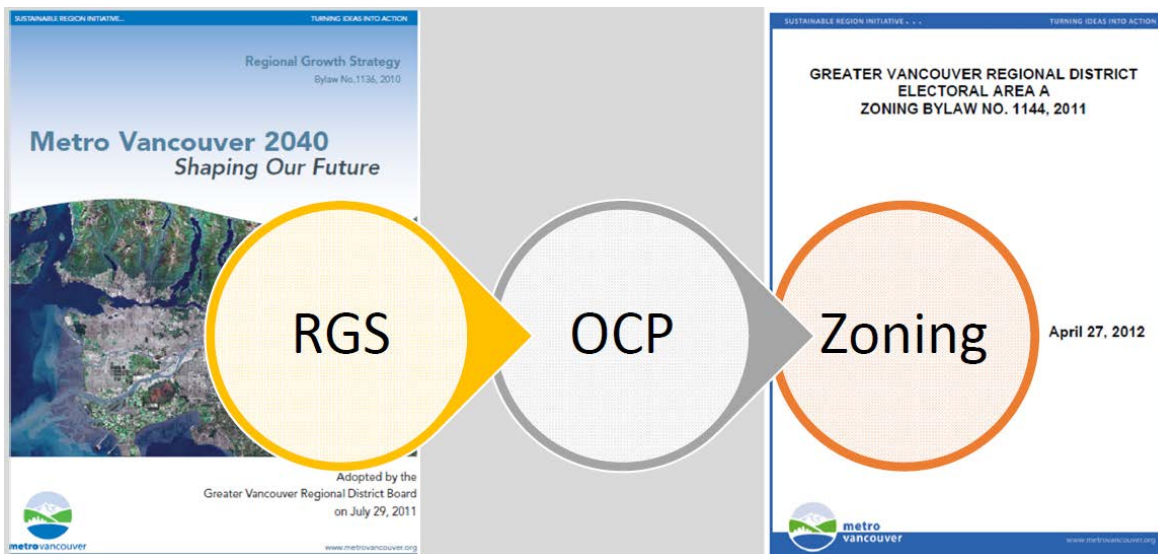 SUSTAINABLE REGION INITIATIVE... TURNING IDEAS INTO ACTION
Regional Growth Strategy
Bylaw No.1136, 2010
Metro Vancouver 2040
Shaping Our Future
RGS
Adopted by the
Greater Vancouver Regional District Board
on July 29, 2011
metrovancouver
www.metrovancouver.org
OCP
SUSTAINABLE REGION INITIATIVE . . . TURNING IDEAS INTO ACTION
GREATER VANCOUVER REGIONAL DISTRICT
ELECTORAL AREA A
ZONING BYLAW NO. 1144, 2011
Zoning
April 27, 2012
metro
vancouver
www.metrovancouver.org